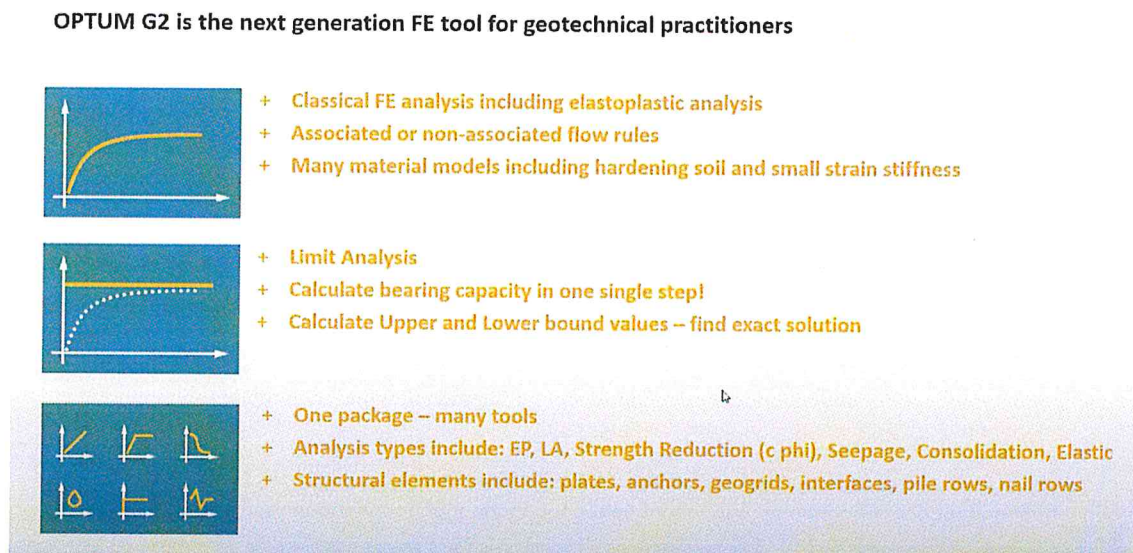 OPTUM G2 is the next generation FE tool for geotechnical practitioners
+ Classical FE analysis including elastoplastic analysis
+ Associated or non-associated flow rules
+ Many material models including hardening soil and small strain stiffness
+ Limit Analysis
+ Calculate bearing capacity in one single step!
+ Calculate Upper and Lower bound values – find exact solution
+ One package – many tools
+ Analysis types include: EP, LA, Strength Reduction (c phi), Seepage, Consolidation, Elastic
+ Structural elements include: plates, anchors, geogrids, interfaces, pile rows, nail rows